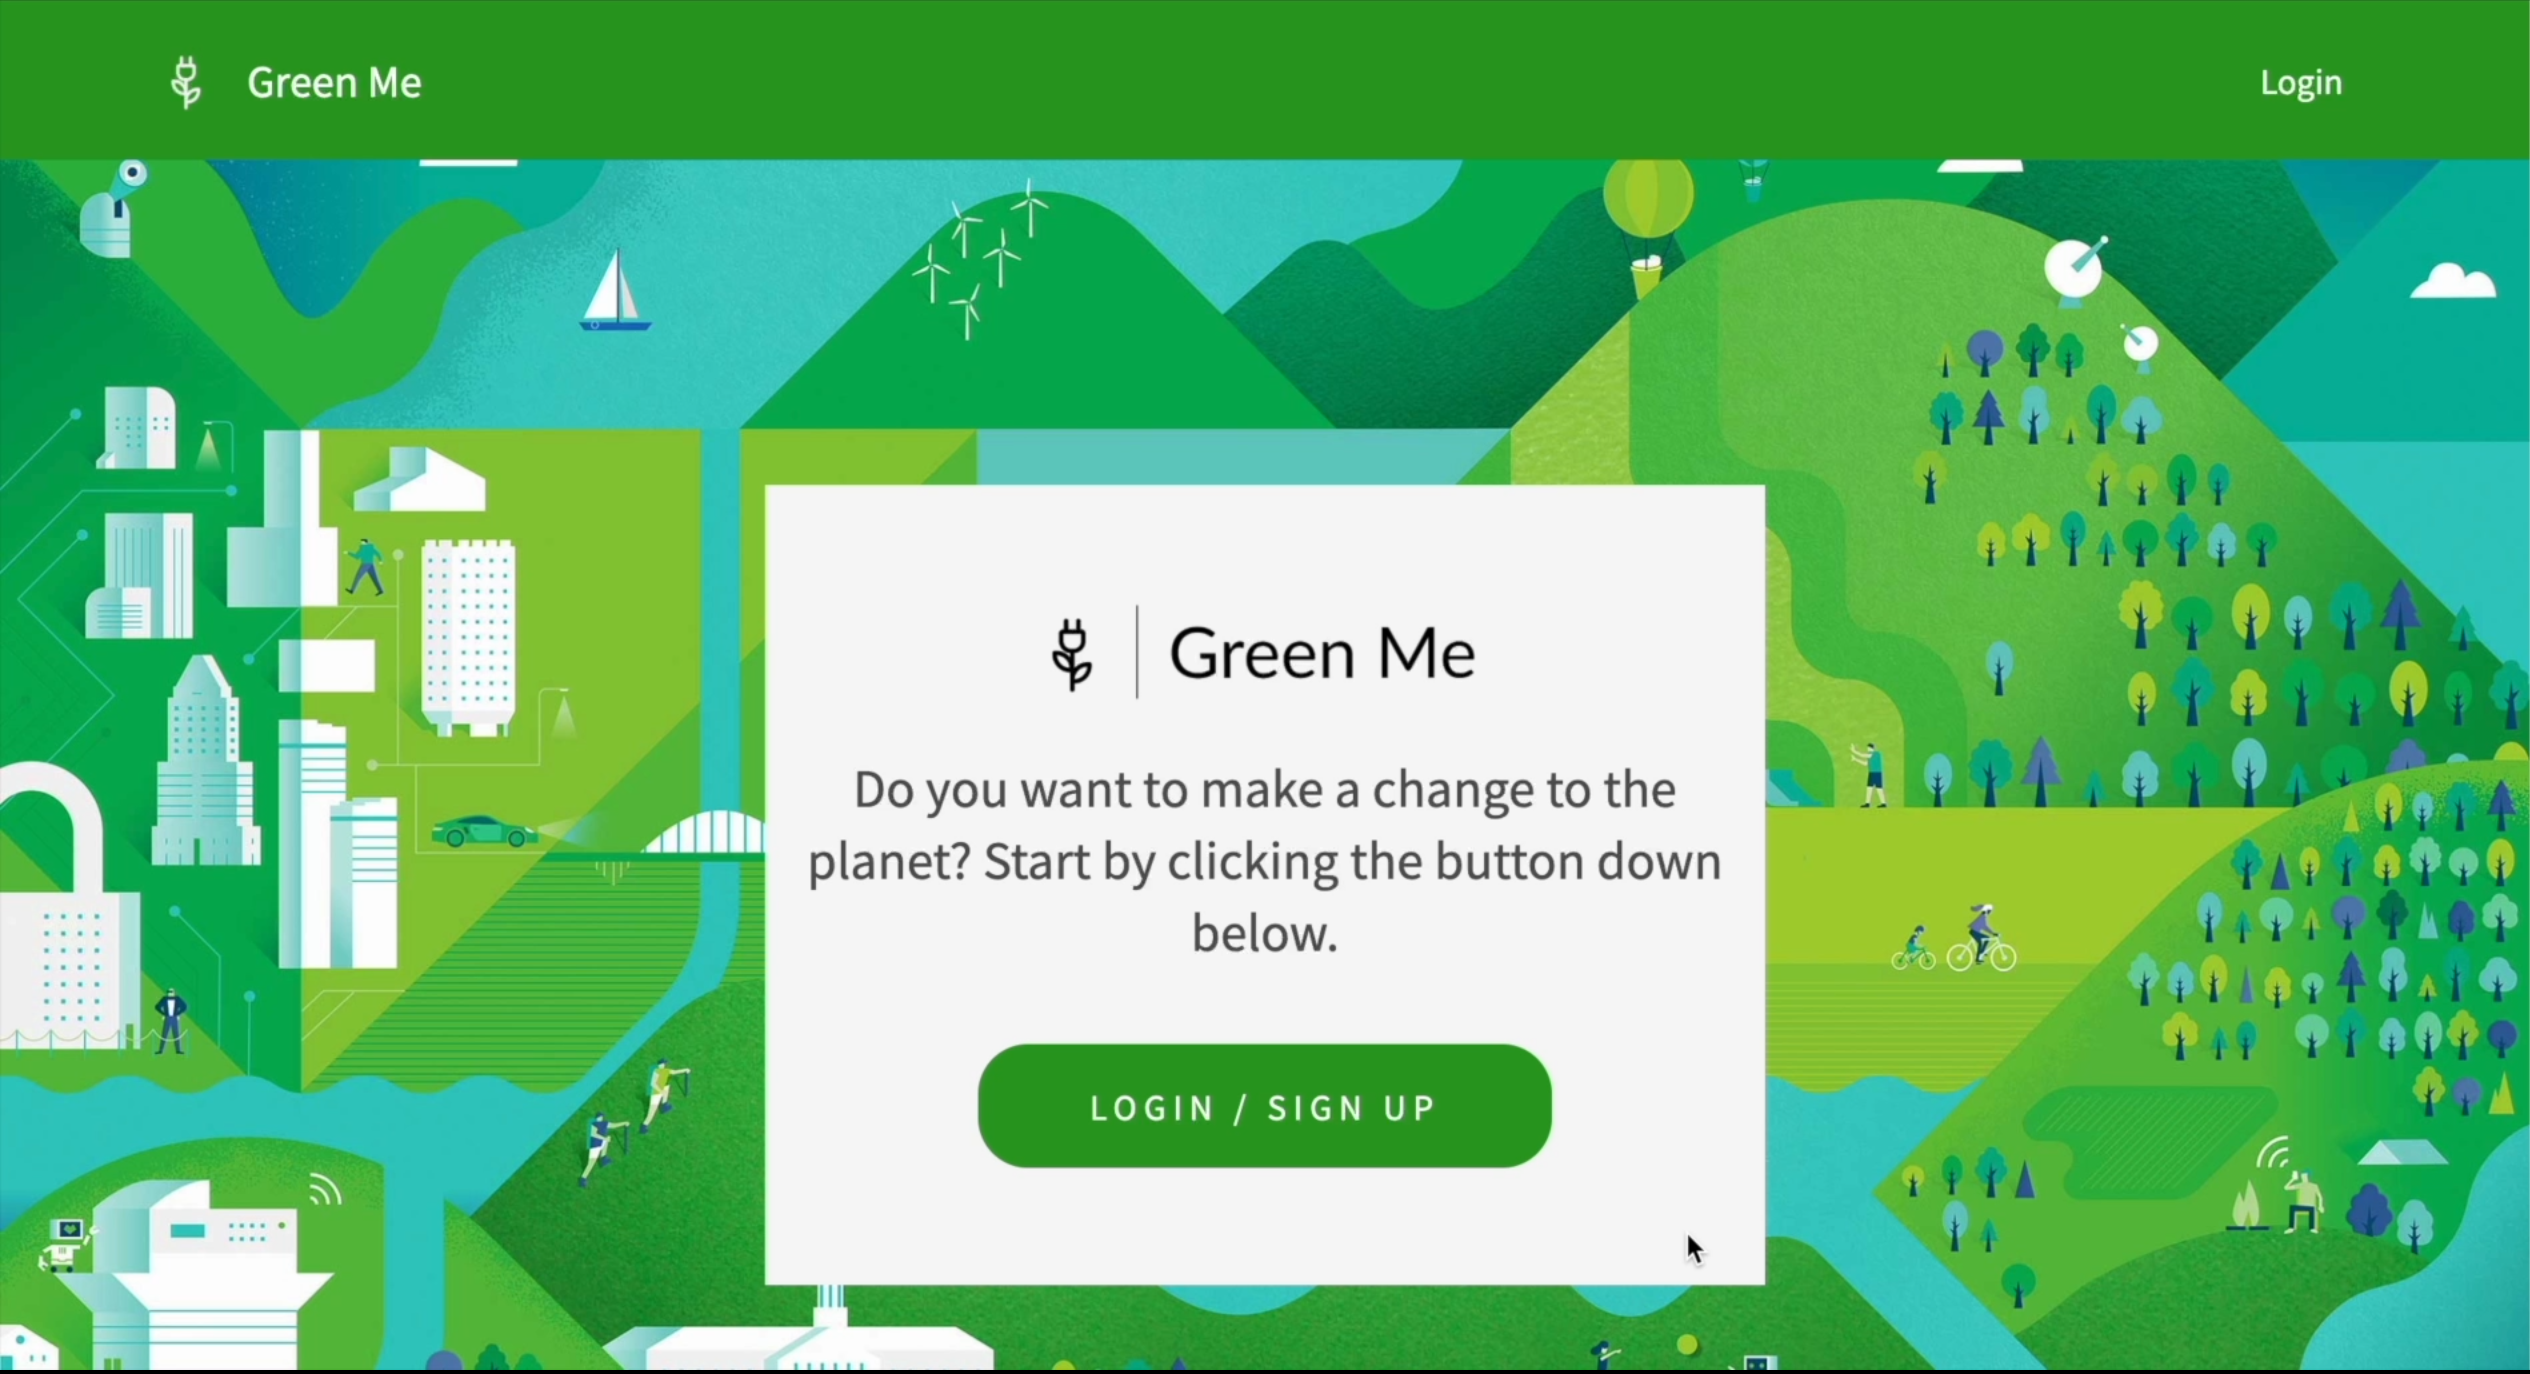 Green Me
Login
Green Me
Do you want to make a change to the
planet? Start by clicking the button down
below.
LOGIN / SIGN UP